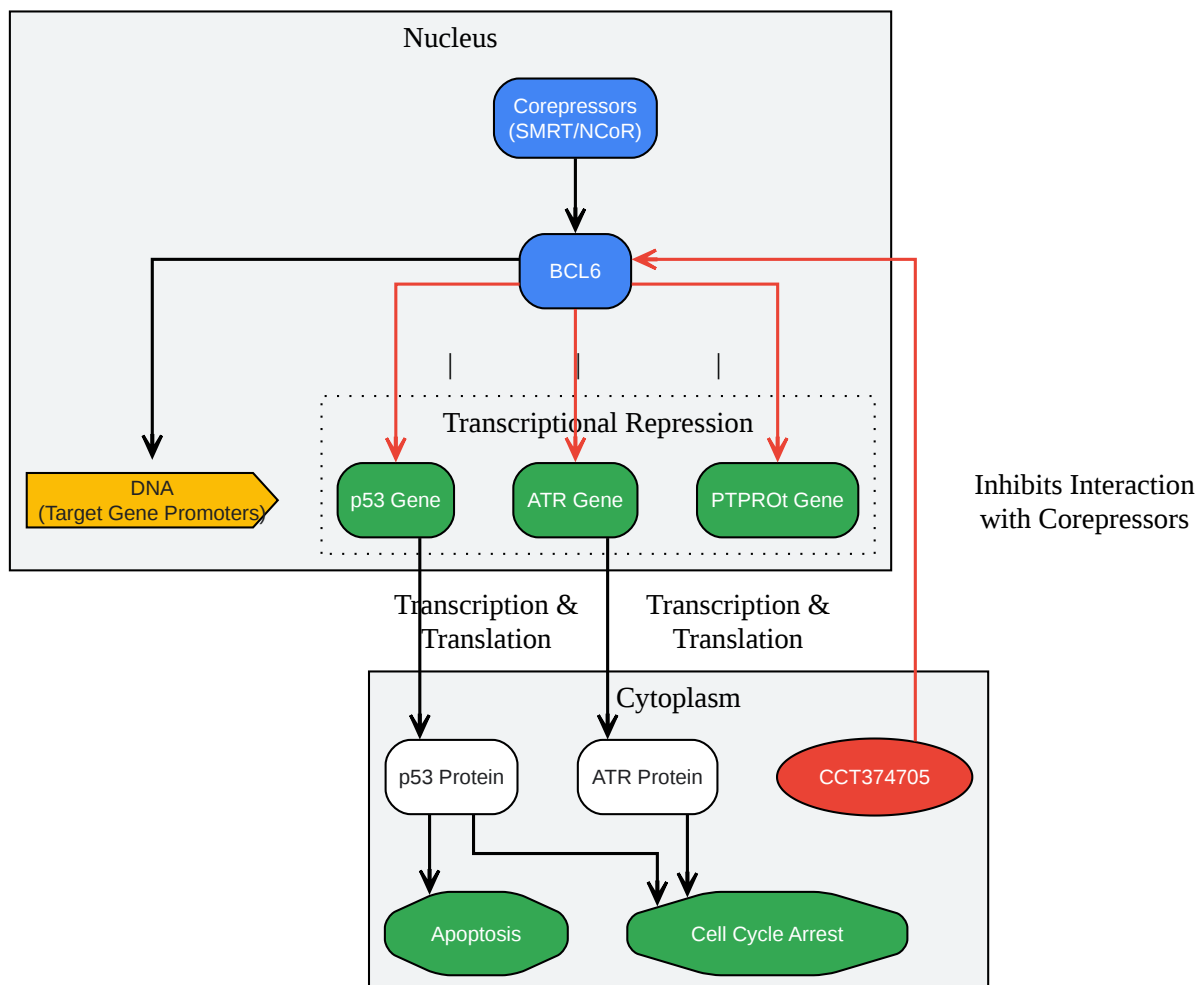 Nucleus
Corepressors
(SMRT/NCoR)
BCL6
|
|
|
Transcriptional Repression
DNA
(Target Gene Promoters)
p53 Gene
ATR Gene
PTPROt Gene
Inhibits Interaction
with Corepressors
Transcription &
Translation
Transcription &
Translation
Cytoplasm
p53 Protein
ATR Protein
CCT374705
Apoptosis
Cell Cycle Arrest